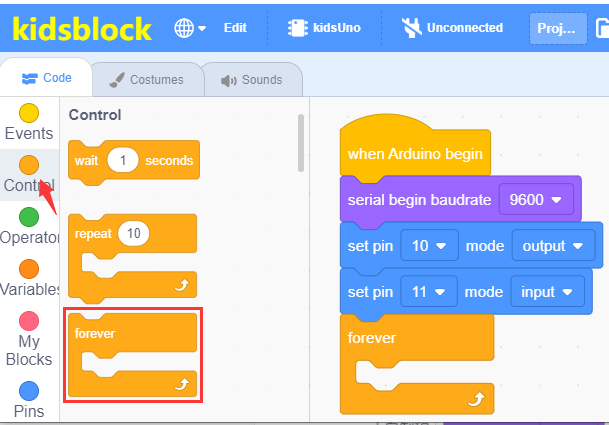 kidsblock
Edit
kidsUno
Unconnected
Proj...
Code
Costumes
Sounds
Events
Control
Operator
Variables
My
Blocks
Pins
Control
wait 1 seconds
repeat 10
forever
when Arduino begin
serial begin baudrate 9600
set pin 10 mode output
set pin 11 mode input
forever